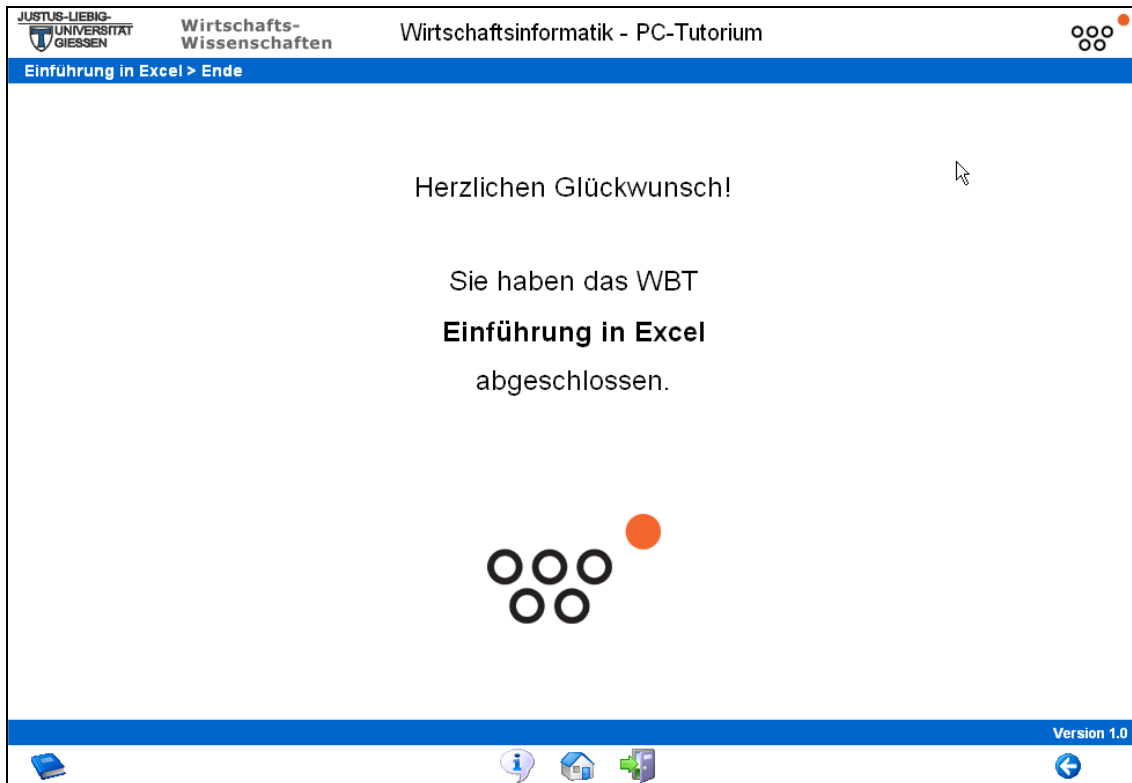 JUSTUS-LIEBIG-
UNIVERSITÄT
GIESSEN
Wirtschafts-
Wissenschaften
Wirtschaftsinformatik - PC-Tutorium
Einführung in Excel > Ende
Herzlichen Glückwunsch!
Sie haben das WBT
Einführung in Excel
abgeschlossen.
Version 1.0